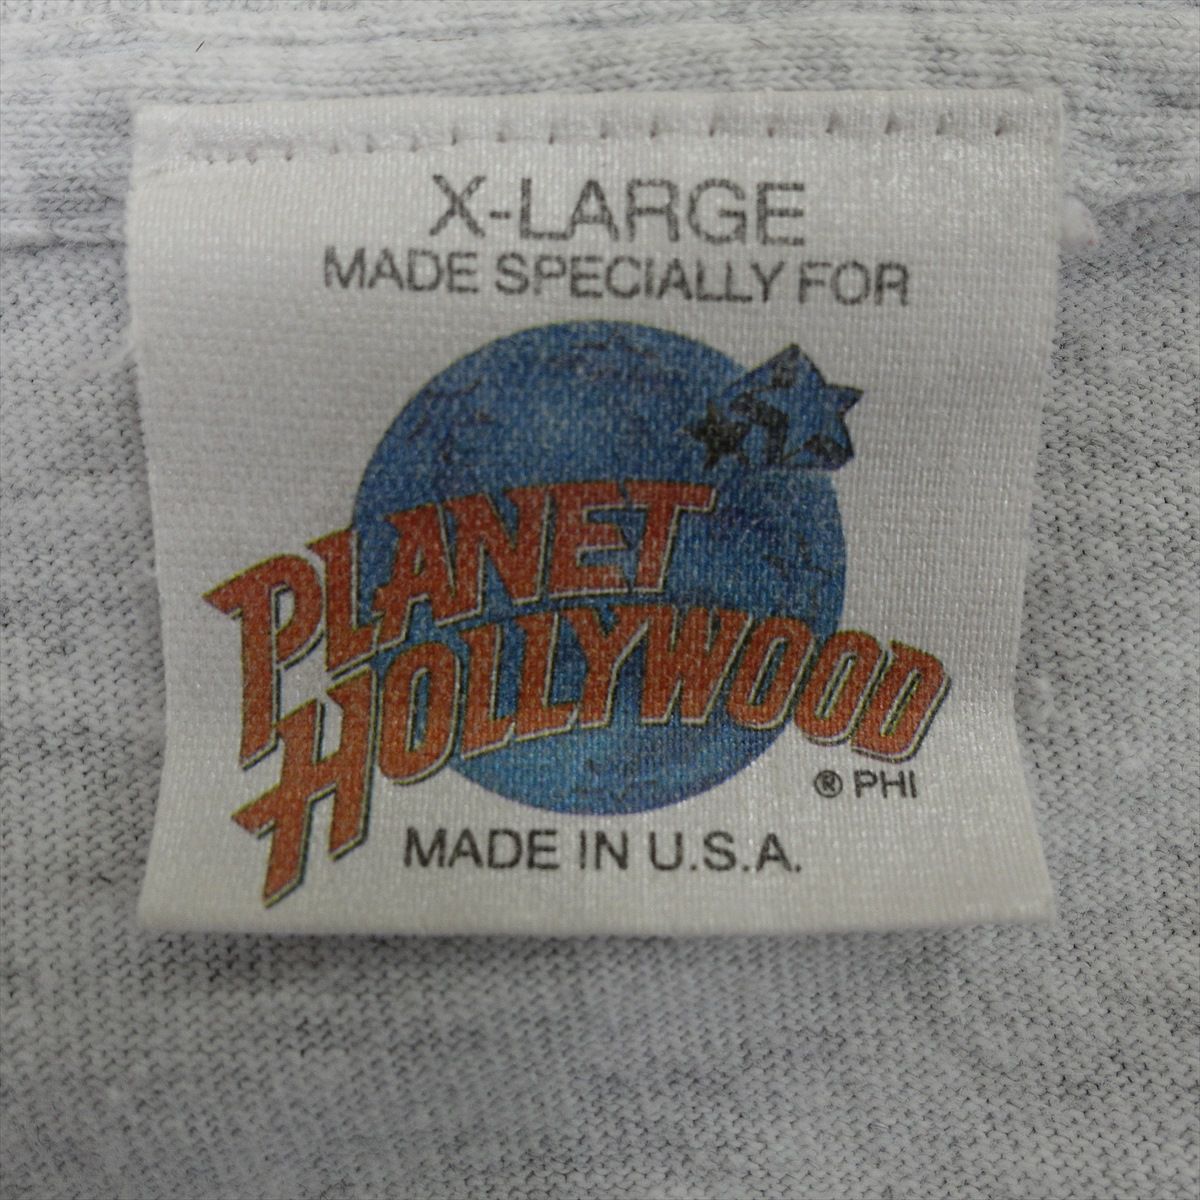 X-LARGE
MADE SPECIALLY FOR
PLANET
HOLLYWOOD
® PHI
MADE IN U.S.A.